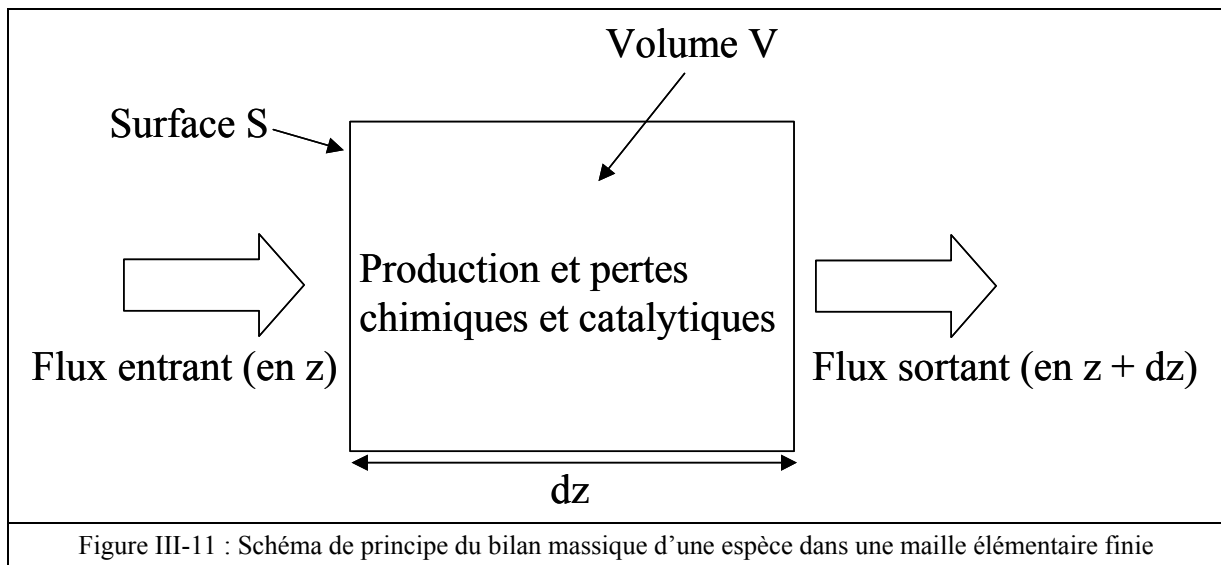 Volume V
Surface S
Production et pertes
chimiques et catalytiques
Flux entrant (en z)
Flux sortant (en z + dz)
dz
Figure III-11 : Schéma de principe du bilan massique d'une espèce dans une maille élémentaire finie